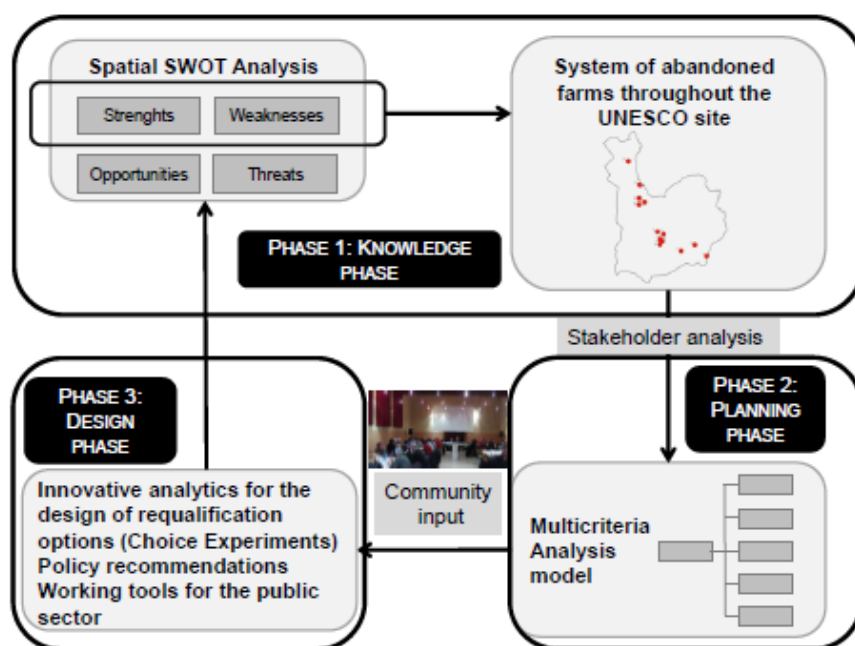 Spatial SWOT Analysis
Strenghts
Weaknesses
Opportunities
Threats
System of abandoned
farms throughout the
UNESCO site
PHASE 1: KNOWLEDGE
PHASE
Stakeholder analysis
PHASE 2:
PLANNING
PHASE
Multicriteria
Analysis
model
Community
input
PHASE 3:
DESIGN
PHASE
Innovative analytics for the
design of requalification
options (Choice Experiments)
Policy recommendations
Working tools for the public
sector